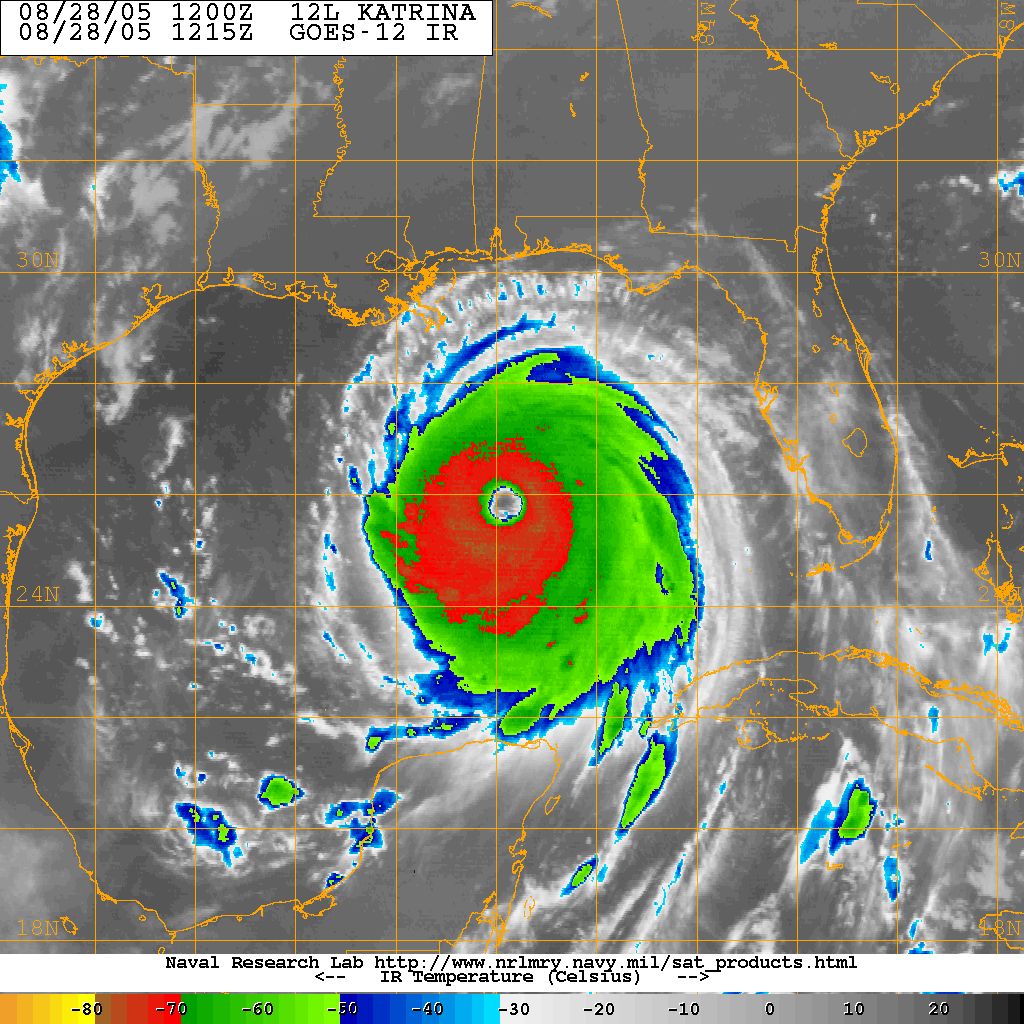 08/28/05 1200Z 12L KATRINA
08/28/05 1215Z GOES-12 IR
30N 30N
24N
18N 18N
Naval Research Lab http://www.nrlmry.navy.mil/sat_products.html
<-- IR Temperature (Celsius) -->
-80 -70 -60 -50 -40 -30 -20 -10 0 10 20